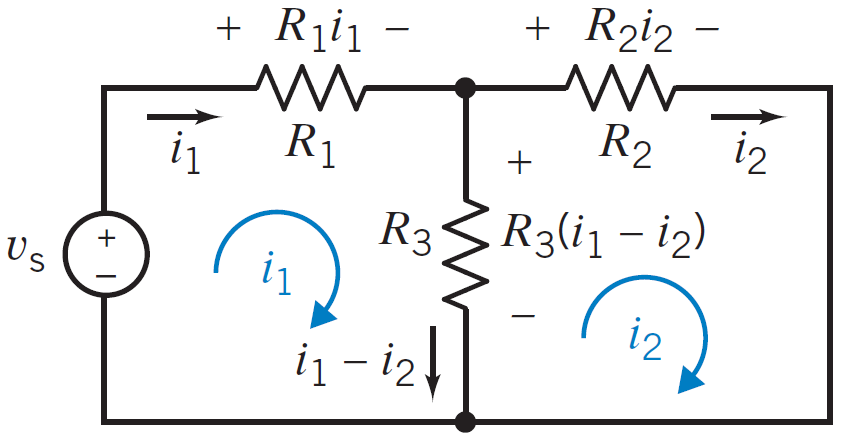 + R₁i₁ −
+ R₂i₂ −
i₁
R₁
R₂
i₂
+
R₃
R₃(i₁ − i₂)
−
vₛ
+
−
i₁
i₂
i₁ − i₂